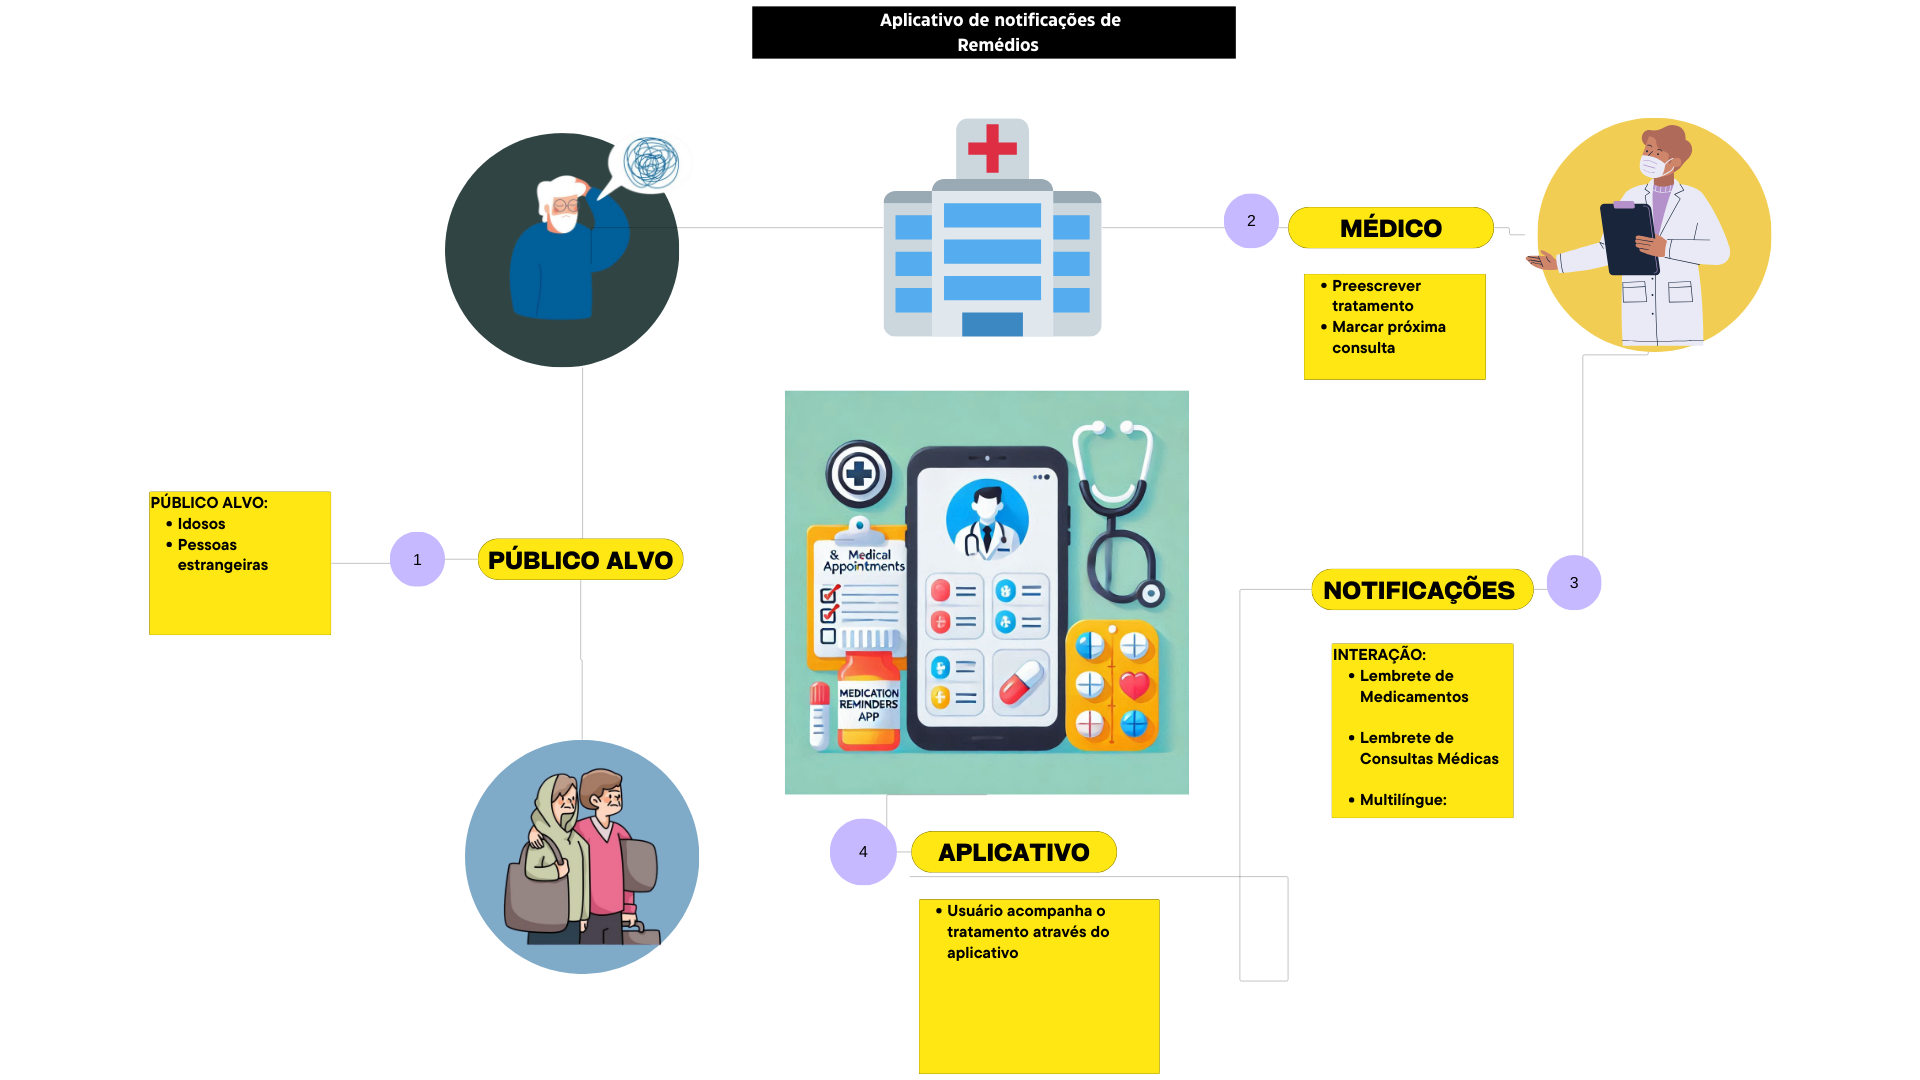 Aplicativo de notificações de
Remédios
2
MÉDICO
• Preescrever
tratamento
• Marcar próxima
consulta
PÚBLICO ALVO:
• Idosos
• Pessoas
estrangeiras
1
PÚBLICO ALVO
& Medical
Appointments
MEDICATION
REMINDERS
APP
NOTIFICAÇÕES
3
INTERAÇÃO:
• Lembrete de
Medicamentos
• Lembrete de
Consultas Médicas
• Multilíngue:
4
APLICATIVO
• Usuário acompanha o
tratamento através do
aplicativo